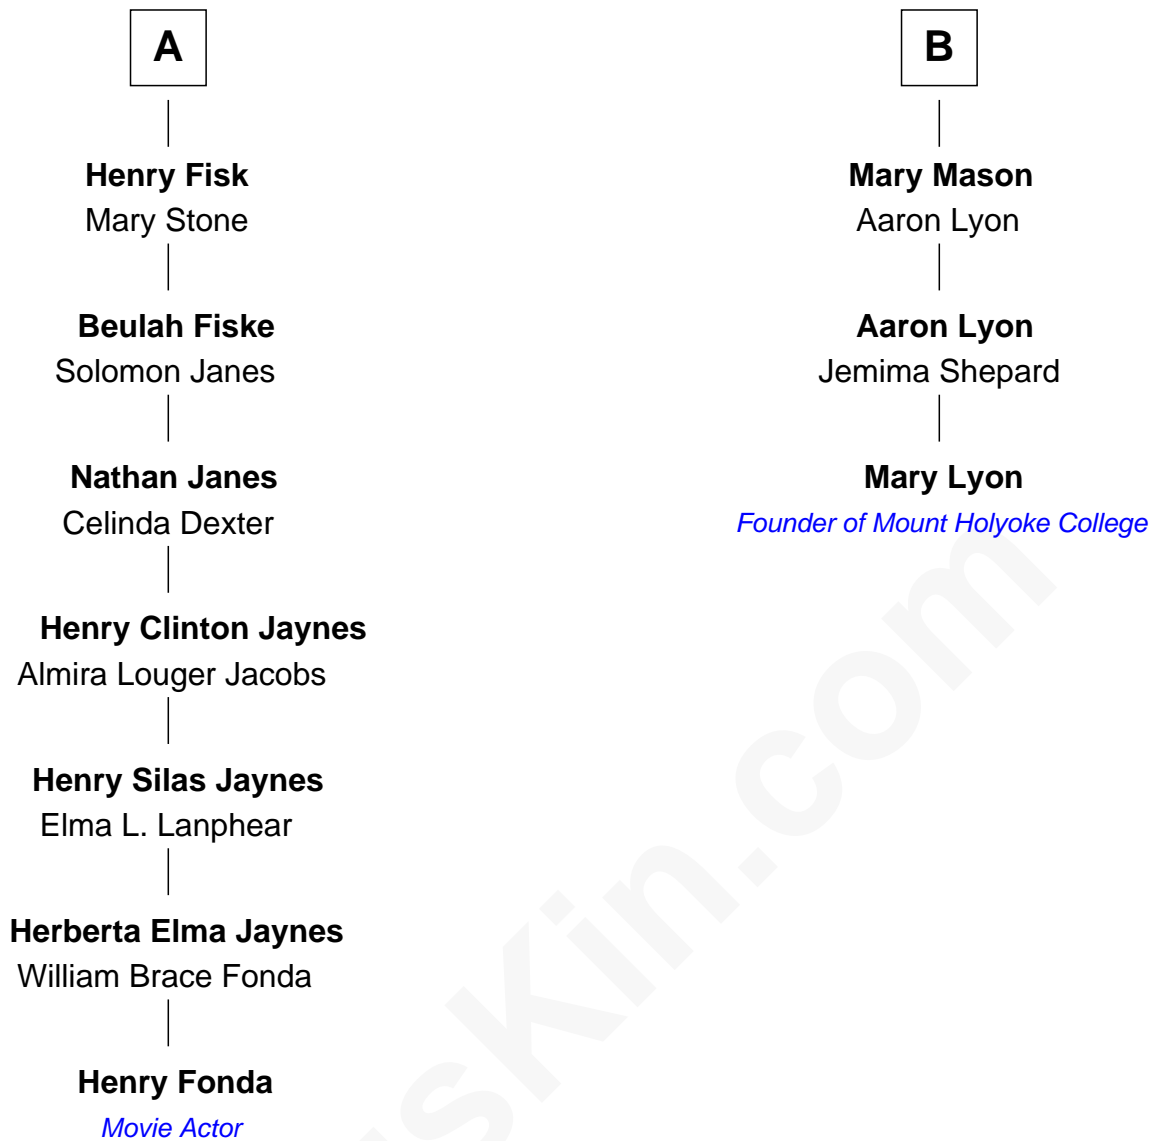 A
Henry Fisk
Mary Stone
Beulah Fiske
Solomon Janes
Nathan Janes
Celinda Dexter
Henry Clinton Jaynes
Almira Louger Jacobs
Henry Silas Jaynes
Elma L. Lanphear
Herberta Elma Jaynes
William Brace Fonda
Henry Fonda
Movie Actor
B
Mary Mason
Aaron Lyon
Aaron Lyon
Jemima Shepard
Mary Lyon
Founder of Mount Holyoke College
sKin.com